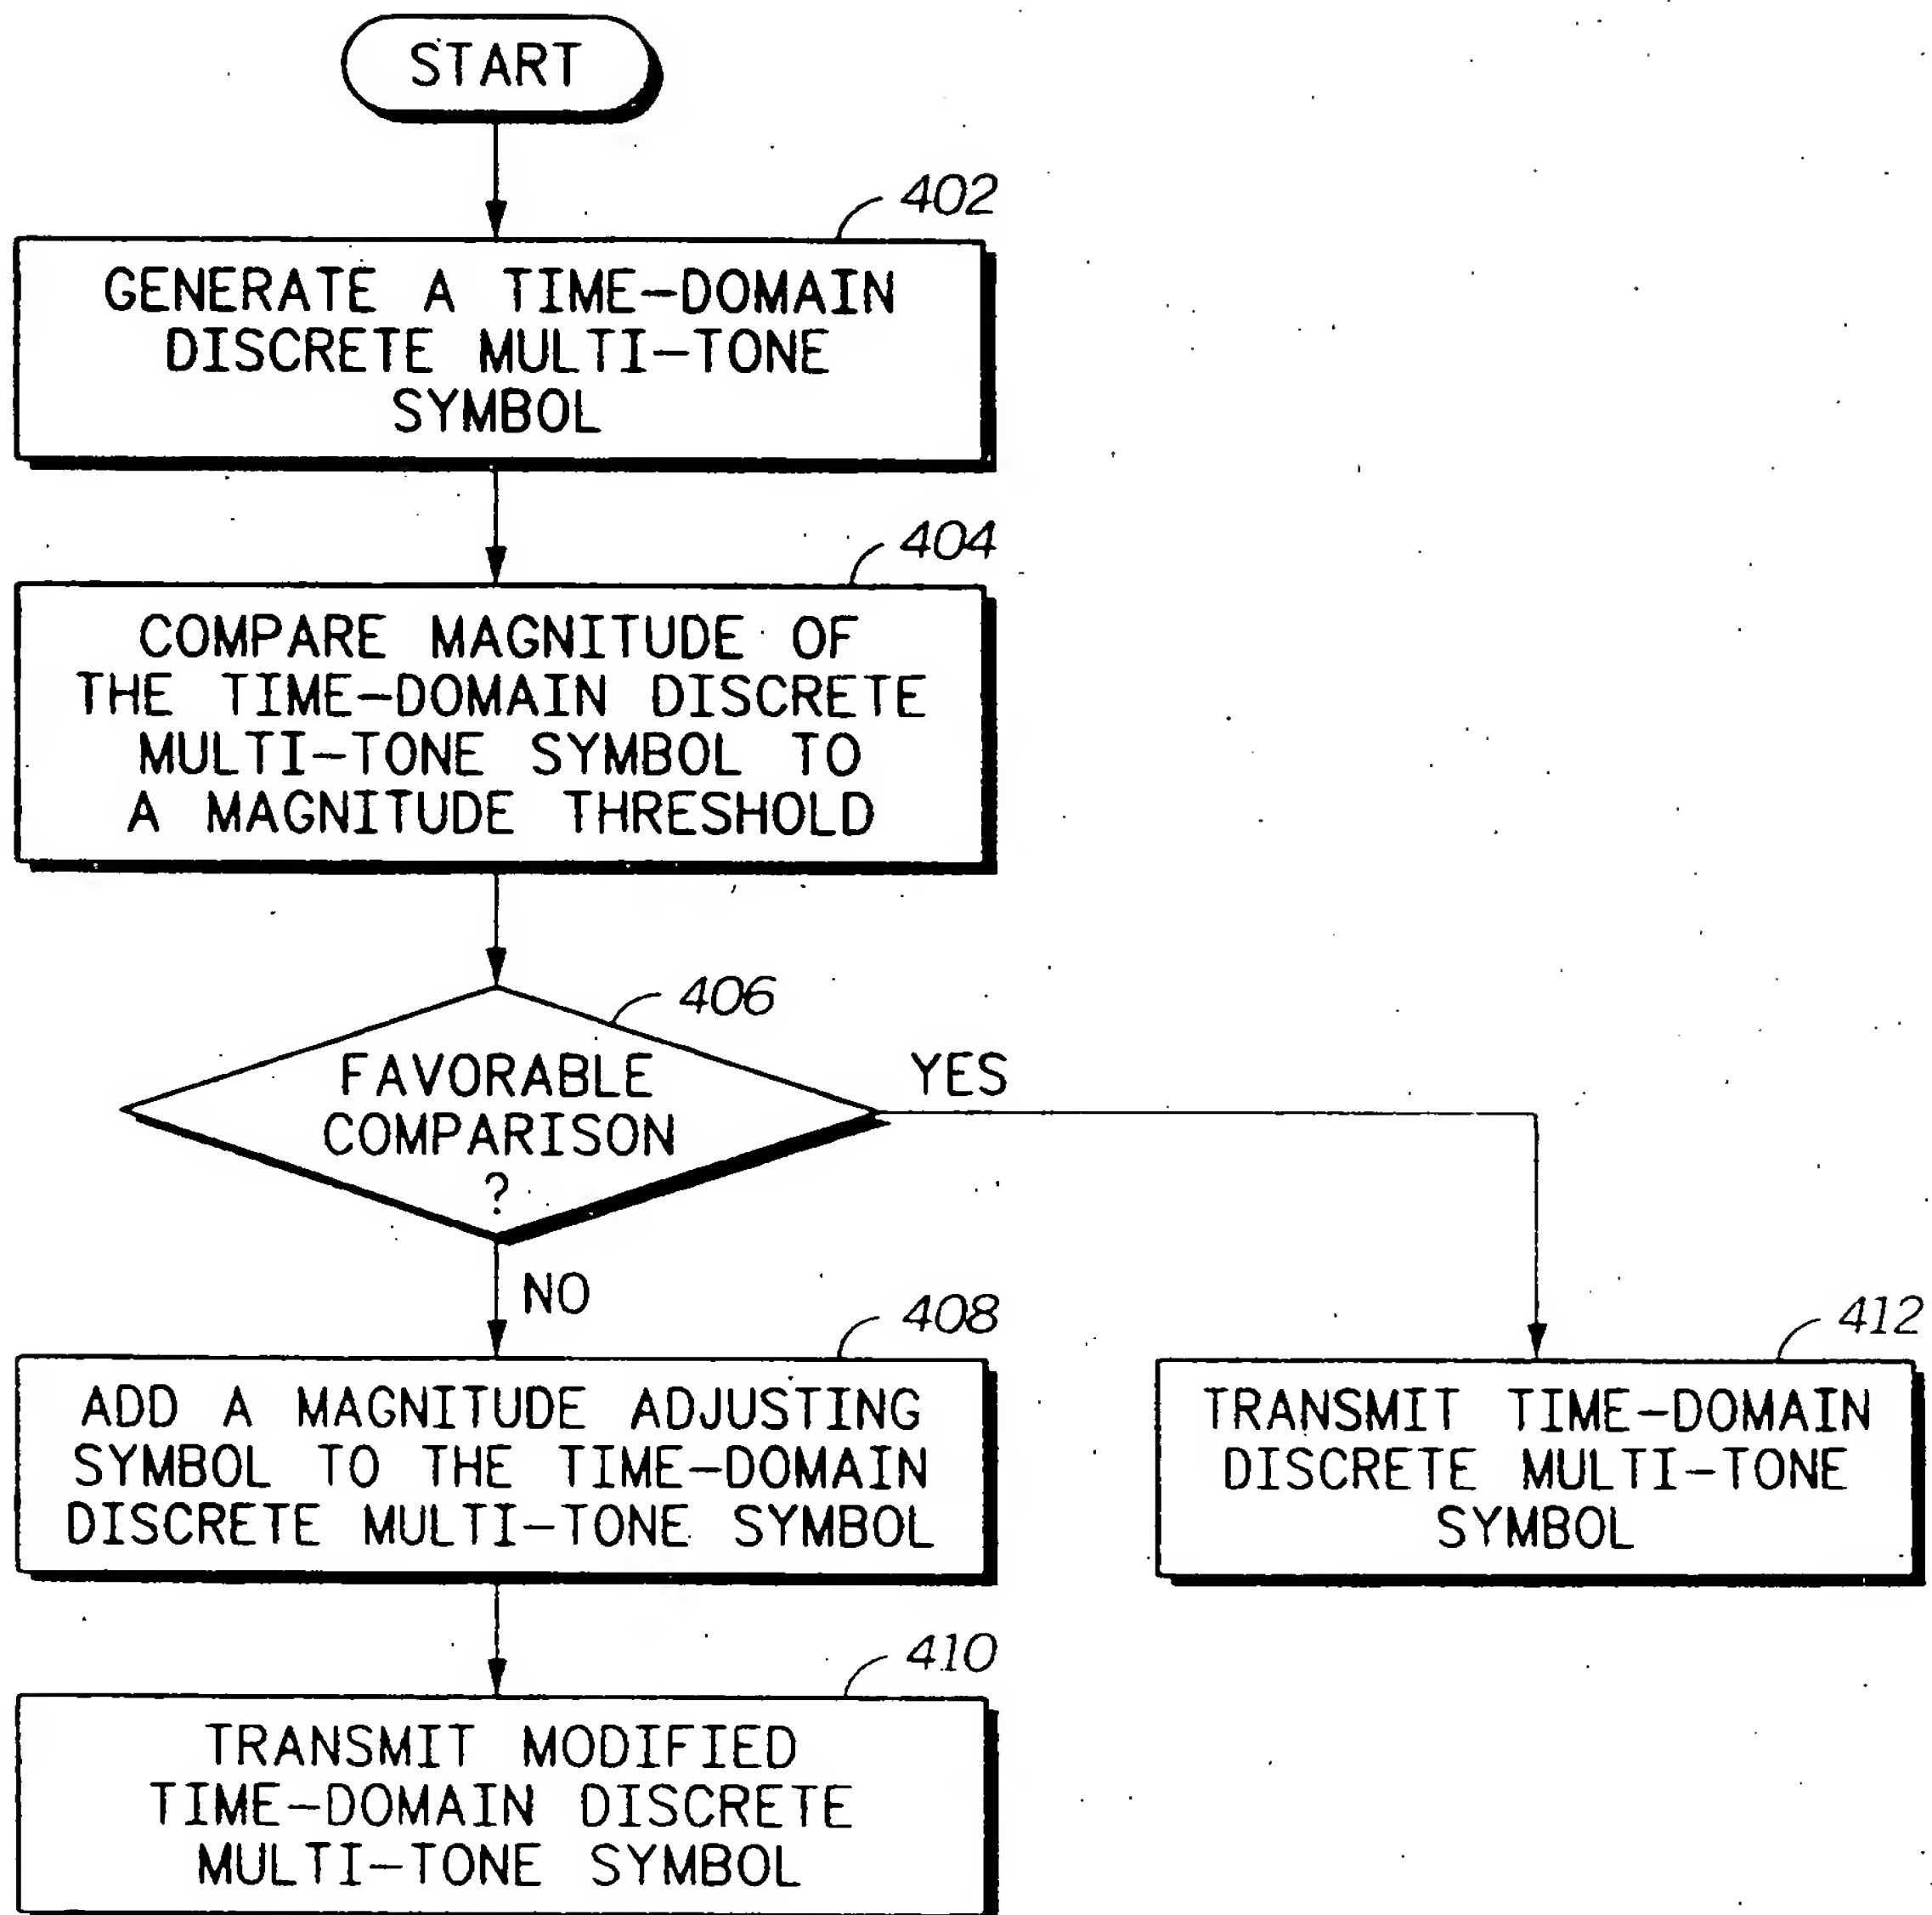 START
402
GENERATE A TIME-DOMAIN
DISCRETE MULTI-TONE
SYMBOL
404
COMPARE MAGNITUDE OF
THE TIME-DOMAIN DISCRETE
MULTI-TONE SYMBOL TO
A MAGNITUDE THRESHOLD
406
FAVORABLE
COMPARISON
?
YES
NO
408
ADD A MAGNITUDE ADJUSTING
SYMBOL TO THE TIME-DOMAIN
DISCRETE MULTI-TONE SYMBOL
412
TRANSMIT TIME-DOMAIN
DISCRETE MULTI-TONE
SYMBOL
410
TRANSMIT MODIFIED
TIME-DOMAIN DISCRETE
MULTI-TONE SYMBOL